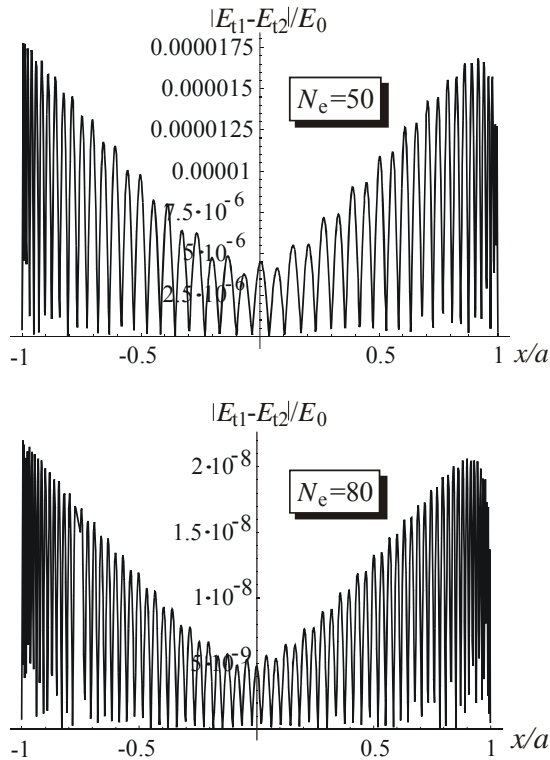 |Et1-Et2|/E0
0.0000175
0.000015
Ne=50
0.0000125
0.00001
7.5·10-6
5·10-6
2.5·10-6
-1 -0.5 0.5 1 x/a
|Et1-Et2|/E0
2·10-8
Ne=80
1.5·10-8
1·10-8
5·10-9
-1 -0.5 0.5 1 x/a